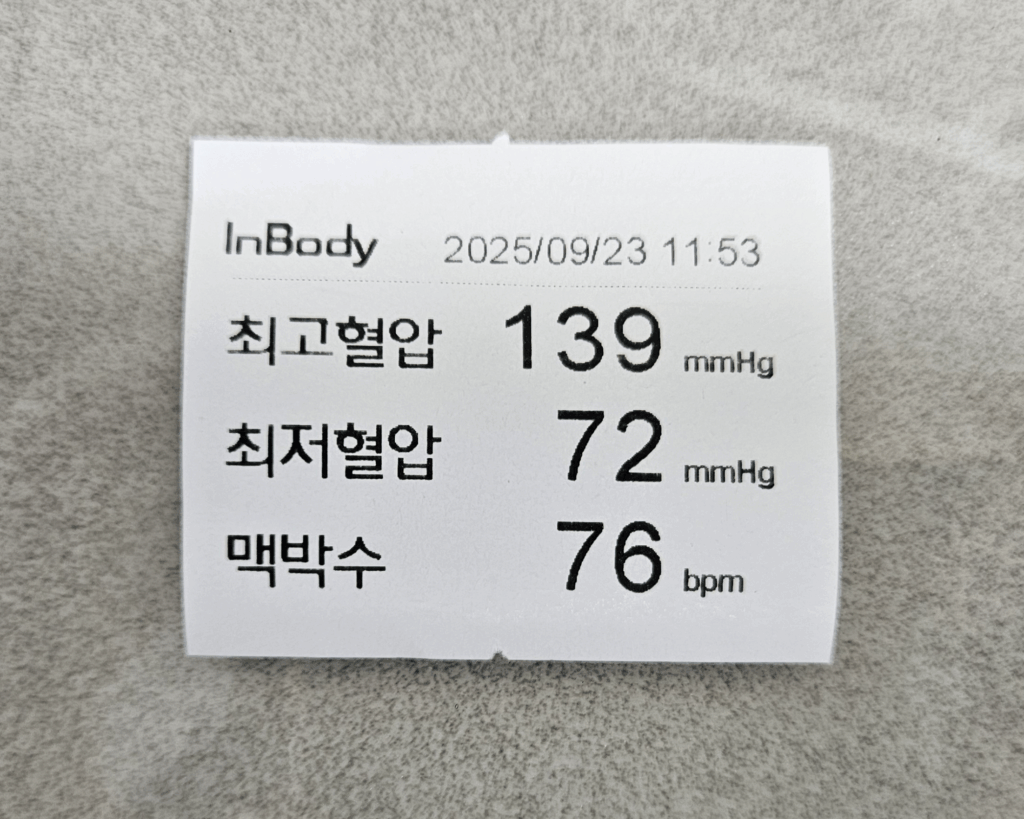 InBody 2025/09/23 11:53
최고혈압 139 mmHg
최저혈압 72 mmHg
맥박수 76 bpm